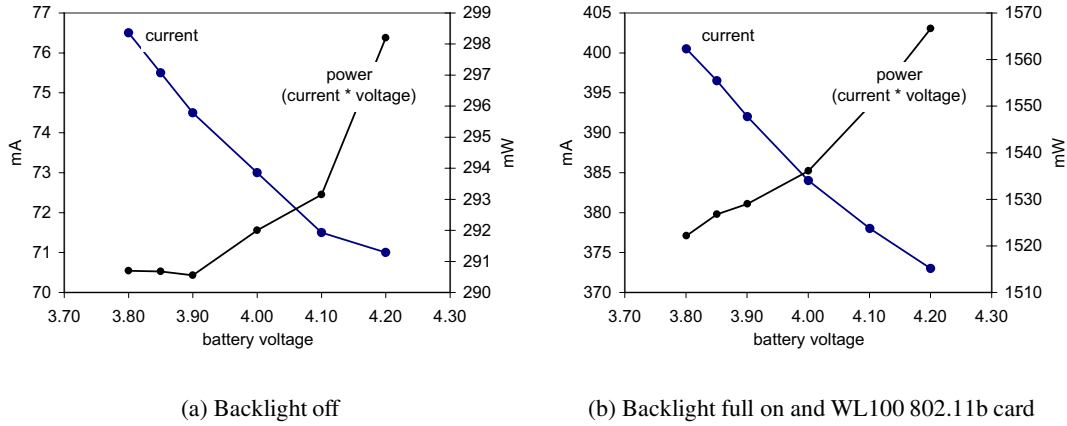 77
76
75
74
73
72
71
70
mA
299
298
297
296
295
294
293
292
291
290
mW
current
power
(current * voltage)
3.70 3.80 3.90 4.00 4.10 4.20 4.30
battery voltage
(a) Backlight off
405
400
395
390
385
380
375
370
mA
1570
1560
1550
1540
1530
1520
1510
mW
current
power
(current * voltage)
3.70 3.80 3.90 4.00 4.10 4.20 4.30
battery voltage
(b) Backlight full on and WL100 802.11b card